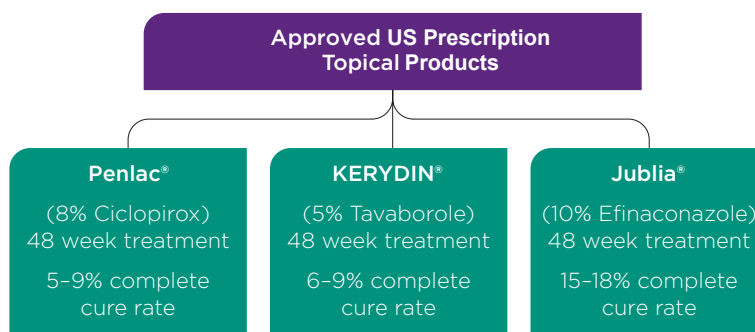 Approved US Prescription
Topical Products
Penlac®
(8% Ciclopirox)
48 week treatment
5–9% complete
cure rate
KERYDIN®
(5% Tavaborole)
48 week treatment
6–9% complete
cure rate
Jublia®
(10% Efinaconazole)
48 week treatment
15–18% complete
cure rate